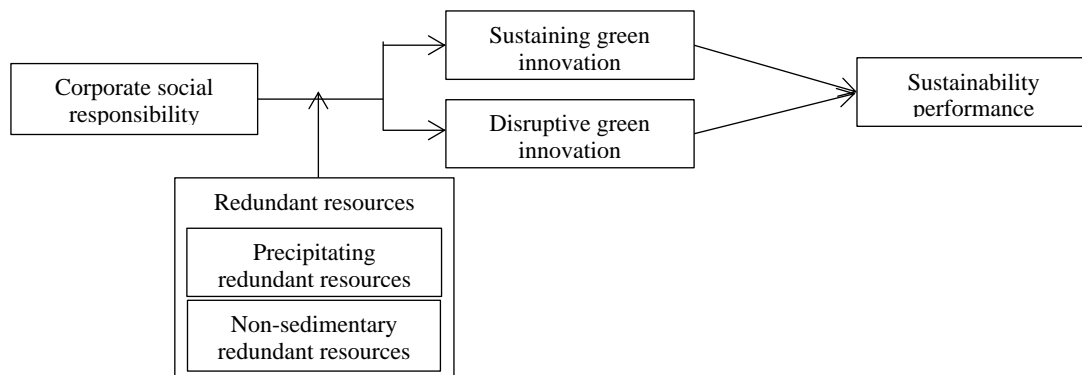 Corporate social
responsibility
Sustaining green
innovation
Disruptive green
innovation
Sustainability
performance
Redundant resources
Precipitating
redundant resources
Non-sedimentary
redundant resources